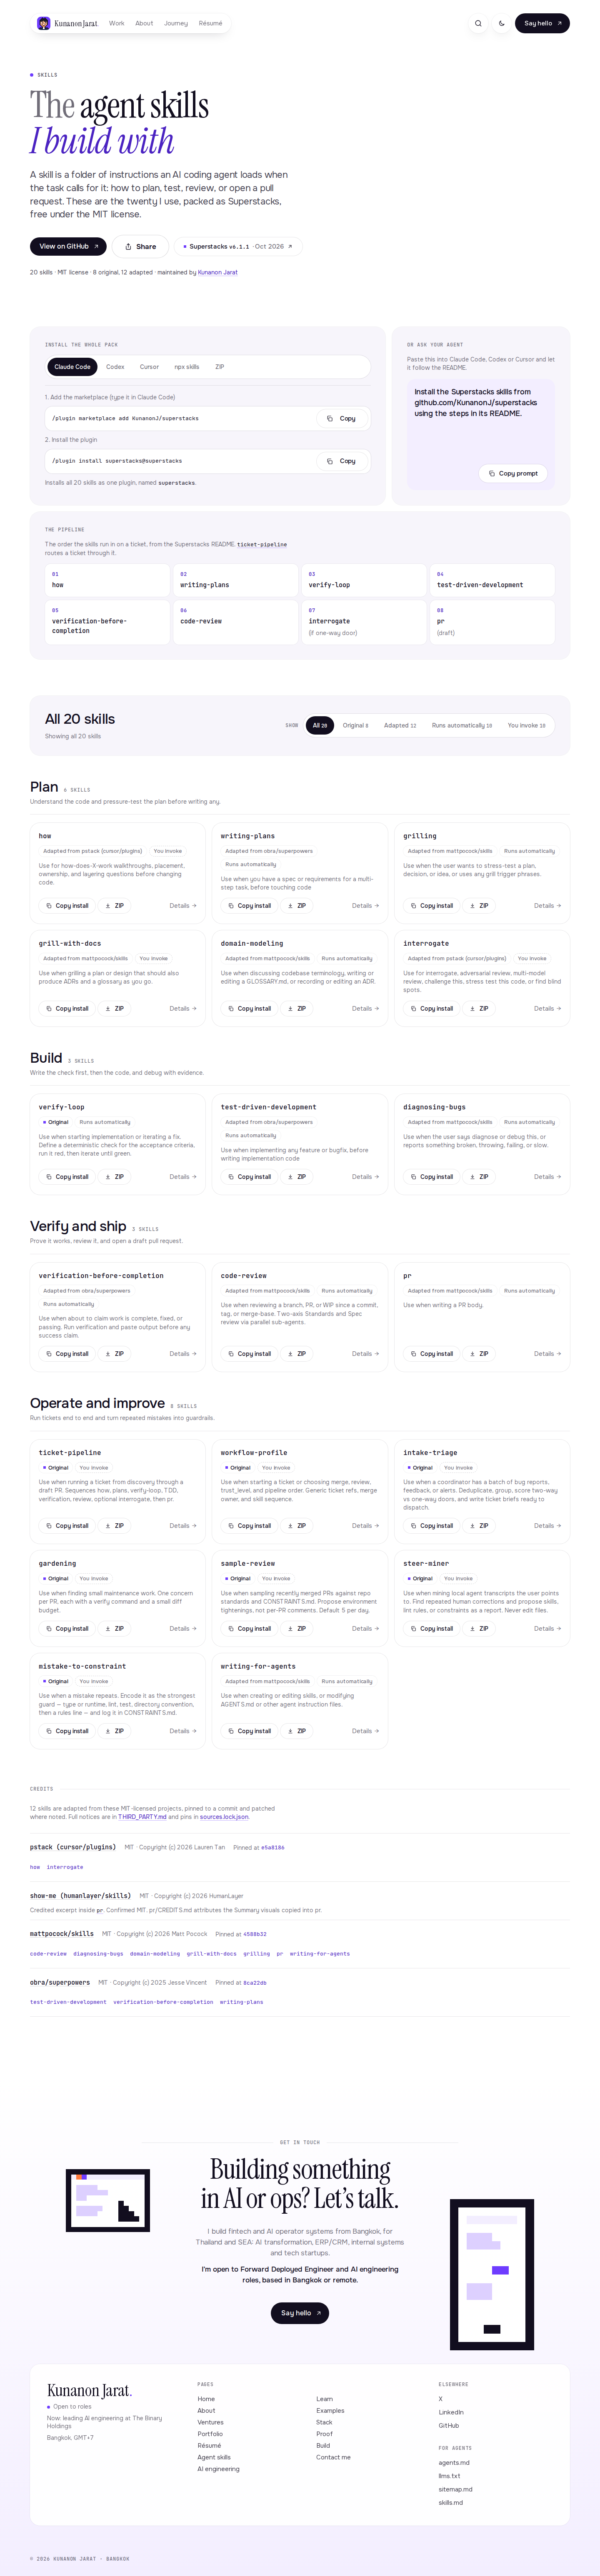 Kunanon Jarat.
Work
About
Journey
Résumé
Say hello
SKILLS
The agent skills
I build with
A skill is a folder of instructions an AI coding agent loads when
the task calls for it: how to plan, test, review, or open a pull
request. These are the twenty I use, packed as Superstacks,
free under the MIT license.
View on GitHub
Share
Superstacks v0.1.1 · Oct 2026
20 skills · MIT license · 8 original, 12 adapted · maintained by Kunanon Jarat
INSTALL THE WHOLE PACK
Claude Code
Codex
Cursor
npx skills
ZIP
1. Add the marketplace (type it in Claude Code)
/plugin marketplace add KunanonJ/superstacks
Copy
2. Install the plugin
/plugin install superstacks@superstacks
Copy
Installs all 20 skills as one plugin, named superstacks.
OR ASK YOUR AGENT
Paste this into Claude Code, Codex or Cursor and let
it follow the README.
Install the Superstacks skills from
github.com/KunanonJ/superstacks
using the steps in its README.
Copy prompt
THE PIPELINE
The order the skills run in on a ticket, from the Superstacks README. ticket-pipeline
routes a ticket through it.
01
how
02
writing-plans
03
verify-loop
04
test-driven-development
05
verification-before-
completion
06
code-review
07
interrogate
(if one-way door)
08
pr
(draft)
All 20 skills
Showing all 20 skills
SHOW
All 20
Original 8
Adapted 12
Runs automatically 10
You invoke 10
Plan 6 SKILLS
Understand the code and pressure-test the plan before writing any.
how
Adapted from pstack (cursor/plugins)
You invoke
Use for how-does-X-work walkthroughs, placement,
ownership, and layering questions before changing
code.
Copy install
ZIP
Details →
writing-plans
Adapted from obra/superpowers
Runs automatically
Use when you have a spec or requirements for a multi-
step task, before touching code
Copy install
ZIP
Details →
grilling
Adapted from mattpocock/skills
Runs automatically
Use when the user wants to stress-test a plan,
decision, or idea, or uses any grill trigger phrases.
Copy install
ZIP
Details →
grill-with-docs
Adapted from mattpocock/skills
You invoke
Use when grilling a plan or design that should also
produce ADRs and a glossary as you go.
Copy install
ZIP
Details →
domain-modeling
Adapted from mattpocock/skills
Runs automatically
Use when discussing codebase terminology, writing or
editing a GLOSSARY.md, or recording or editing an ADR.
Copy install
ZIP
Details →
interrogate
Adapted from pstack (cursor/plugins)
You invoke
Use for interrogate, adversarial review, multi-model
review, challenge this, stress test this code, or find blind
spots.
Copy install
ZIP
Details →
Build 3 SKILLS
Write the check first, then the code, and debug with evidence.
verify-loop
Original
Runs automatically
Use when starting implementation or iterating a fix.
Define a deterministic check for the acceptance criteria,
run it red, then iterate until green.
Copy install
ZIP
Details →
test-driven-development
Adapted from obra/superpowers
Runs automatically
Use when implementing any feature or bugfix, before
writing implementation code
Copy install
ZIP
Details →
diagnosing-bugs
Adapted from mattpocock/skills
Runs automatically
Use when the user says diagnose or debug this, or
reports something broken, throwing, failing, or slow.
Copy install
ZIP
Details →
Verify and ship 3 SKILLS
Prove it works, review it, and open a draft pull request.
verification-before-completion
Adapted from obra/superpowers
Runs automatically
Use when about to claim work is complete, fixed, or
passing. Run verification and paste output before any
success claim.
Copy install
ZIP
Details →
code-review
Adapted from mattpocock/skills
Runs automatically
Use when reviewing a branch, PR, or WIP since a commit,
tag, or merge-base. Two-axis Standards and Spec
review via parallel sub-agents.
Copy install
ZIP
Details →
pr
Adapted from mattpocock/skills
Runs automatically
Use when writing a PR body.
Copy install
ZIP
Details →
Operate and improve 8 SKILLS
Run tickets end to end and turn repeated mistakes into guardrails.
ticket-pipeline
Original
You invoke
Use when running a ticket from discovery through a
draft PR. Sequences how, plans, verify-loop, TDD,
verification, review, optional interrogate, then pr.
Copy install
ZIP
Details →
workflow-profile
Original
You invoke
Use when starting a ticket or choosing merge, review,
trust_level, and pipeline order. Generic ticket refs, merge
owner, and skill sequence.
Copy install
ZIP
Details →
intake-triage
Original
You invoke
Use when a coordinator has a batch of bug reports,
feedback, or alerts. Deduplicate, group, score two-way
vs one-way doors, and write ticket briefs ready to
dispatch.
Copy install
ZIP
Details →
gardening
Original
You invoke
Use when finding small maintenance work. One concern
per PR, each with a verify command and a small diff
budget.
Copy install
ZIP
Details →
sample-review
Original
You invoke
Use when sampling recently merged PRs against repo
standards and CONSTRAINTS.md. Propose environment
tightenings, not per-PR comments. Default 5 per day.
Copy install
ZIP
Details →
steer-miner
Original
You invoke
Use when mining local agent transcripts the user points
to. Find repeated human corrections and propose skills,
lint rules, or constraints as a report. Never edit files.
Copy install
ZIP
Details →
mistake-to-constraint
Original
You invoke
Use when a mistake repeats. Encode it as the strongest
guard — type or runtime, lint, test, directory convention,
then a rules line — and log it in CONSTRAINTS.md.
Copy install
ZIP
Details →
writing-for-agents
Adapted from mattpocock/skills
Runs automatically
Use when creating or editing skills, or modifying
AGENTS.md or other agent instruction files.
Copy install
ZIP
Details →
CREDITS
12 skills are adapted from these MIT-licensed projects, pinned to a commit and patched
where noted. Full notices are in THIRD_PARTY.md and pins in sources.lock.json.
pstack (cursor/plugins) MIT · Copyright (c) 2026 Lauren Tan Pinned at e5a8186
how interrogate
show-me (humanlayer/skills) MIT · Copyright (c) 2026 HumanLayer
Credited excerpt inside pr. Confirmed MIT. pr/CREDITS.md attributes the Summary visuals copied into pr.
mattpocock/skills MIT · Copyright (c) 2026 Matt Pocock Pinned at 4588b32
code-review diagnosing-bugs domain-modeling grill-with-docs grilling pr writing-for-agents
obra/superpowers MIT · Copyright (c) 2025 Jesse Vincent Pinned at 8ca22db
test-driven-development verification-before-completion writing-plans
GET IN TOUCH
Building something
in AI or ops? Let's talk.
I build fintech and AI operator systems from Bangkok, for
Thailand and SEA: AI transformation, ERP/CRM, internal systems
and tech startups.
I'm open to Forward Deployed Engineer and AI engineering
roles, based in Bangkok or remote.
Say hello
Kunanon Jarat.
Open to roles
Now: leading AI engineering at The Binary
Holdings
Bangkok, GMT+7
PAGES
Home
About
Ventures
Portfolio
Résumé
Agent skills
AI engineering
Learn
Examples
Stack
Proof
Build
Contact me
ELSEWHERE
X
LinkedIn
GitHub
FOR AGENTS
agents.md
llms.txt
sitemap.md
skills.md
© 2026 KUNANON JARAT · BANGKOK